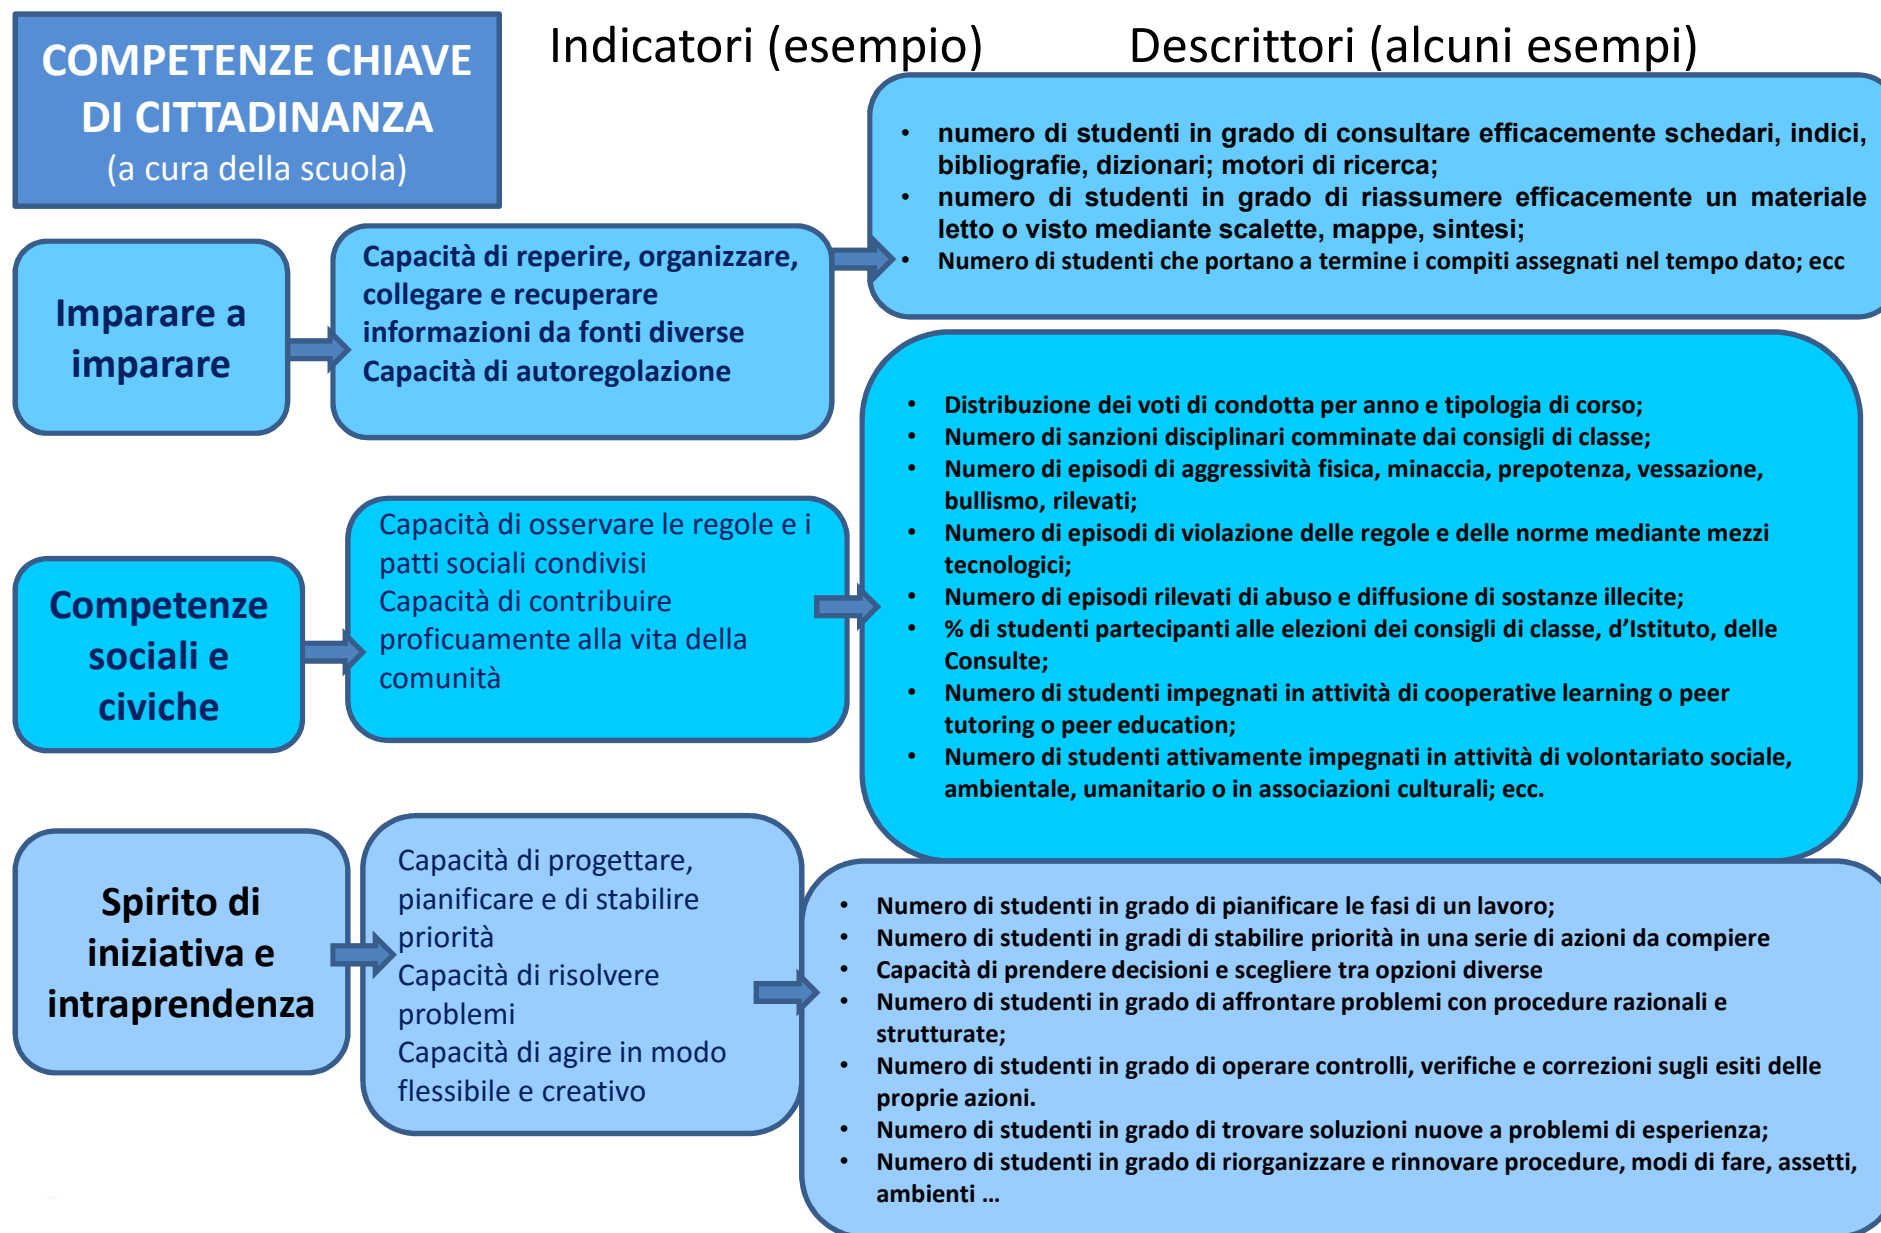 COMPETENZE CHIAVE
DI CITTADINANZA
(a cura della scuola)
Indicatori (esempio)
Descrittori (alcuni esempi)
Imparare a
imparare
Capacità di reperire, organizzare,
collegare e recuperare
informazioni da fonti diverse
Capacità di autoregolazione
• numero di studenti in grado di consultare efficacemente schedari, indici,
bibliografie, dizionari; motori di ricerca;
• numero di studenti in grado di riassumere efficacemente un materiale
letto o visto mediante scalette, mappe, sintesi;
• Numero di studenti che portano a termine i compiti assegnati nel tempo dato; ecc
Competenze
sociali e
civiche
Capacità di osservare le regole e i
patti sociali condivisi
Capacità di contribuire
proficuamente alla vita della
comunità
• Distribuzione dei voti di condotta per anno e tipologia di corso;
• Numero di sanzioni disciplinari comminate dai consigli di classe;
• Numero di episodi di aggressività fisica, minaccia, prepotenza, vessazione,
bullismo, rilevati;
• Numero di episodi di violazione delle regole e delle norme mediante mezzi
tecnologici;
• Numero di episodi rilevati di abuso e diffusione di sostanze illecite;
• % di studenti partecipanti alle elezioni dei consigli di classe, d’Istituto, delle
Consulte;
• Numero di studenti impegnati in attività di cooperative learning o peer
tutoring o peer education;
• Numero di studenti attivamente impegnati in attività di volontariato sociale,
ambientale, umanitario o in associazioni culturali; ecc.
Spirito di
iniziativa e
intraprendenza
Capacità di progettare,
pianificare e di stabilire
priorità
Capacità di risolvere
problemi
Capacità di agire in modo
flessibile e creativo
• Numero di studenti in grado di pianificare le fasi di un lavoro;
• Numero di studenti in gradi di stabilire priorità in una serie di azioni da compiere
• Capacità di prendere decisioni e scegliere tra opzioni diverse
• Numero di studenti in grado di affrontare problemi con procedure razionali e
strutturate;
• Numero di studenti in grado di operare controlli, verifiche e correzioni sugli esiti delle
proprie azioni.
• Numero di studenti in grado di trovare soluzioni nuove a problemi di esperienza;
• Numero di studenti in grado di riorganizzare e rinnovare procedure, modi di fare, assetti,
ambienti …